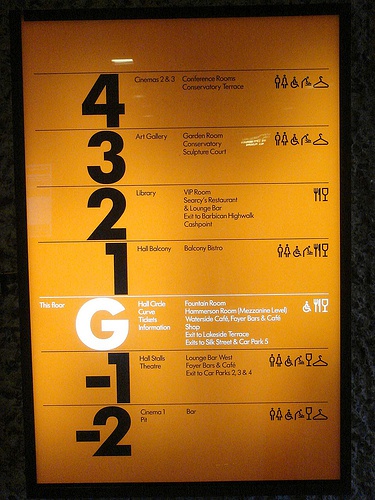 4
Cinemas 2 & 3
Conference Rooms
Conservatory Terrace
3
Art Gallery
Garden Room
Conservatory
Sculpture Court
2
Library
VIP Room
Searcy's Restaurant
& Lounge Bar
Exit to Barbican Highwalk
Cashpoint
1
Hall Balcony
Balcony Bistro
This floor
G
Hall Circle
Curve
Tickets
Information
Fountain Room
Hammerson Room (Mezzanine Level)
Waterside Café, Foyer Bars & Café
Shop
Exit to Lakeside Terrace
Exits to Silk Street & Car Park 5
-1
Hall Stalls
Theatre
Lounge Bar West
Foyer Bars & Café
Exit to Car Parks 2, 3 & 4
-2
Cinema 1
Pit
Bar